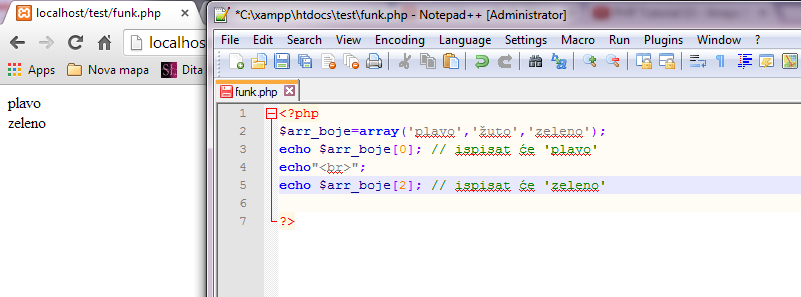 localhost/test/funk.php
localhos
Apps
Nova mapa
Dita
plavo
zeleno
*C:\xampp\htdocs\test\funk.php - Notepad++ [Administrator]
File Edit Search View Encoding Language Settings Macro Run Plugins Window ?
funk.php
1 <?php
2 $arr_boje=array('plavo','žuto','zeleno');
3 echo $arr_boje[0]; // ispisat će 'plavo'
4 echo"<br>";
5 echo $arr_boje[2]; // ispisat će 'zeleno'
6
7 ?>